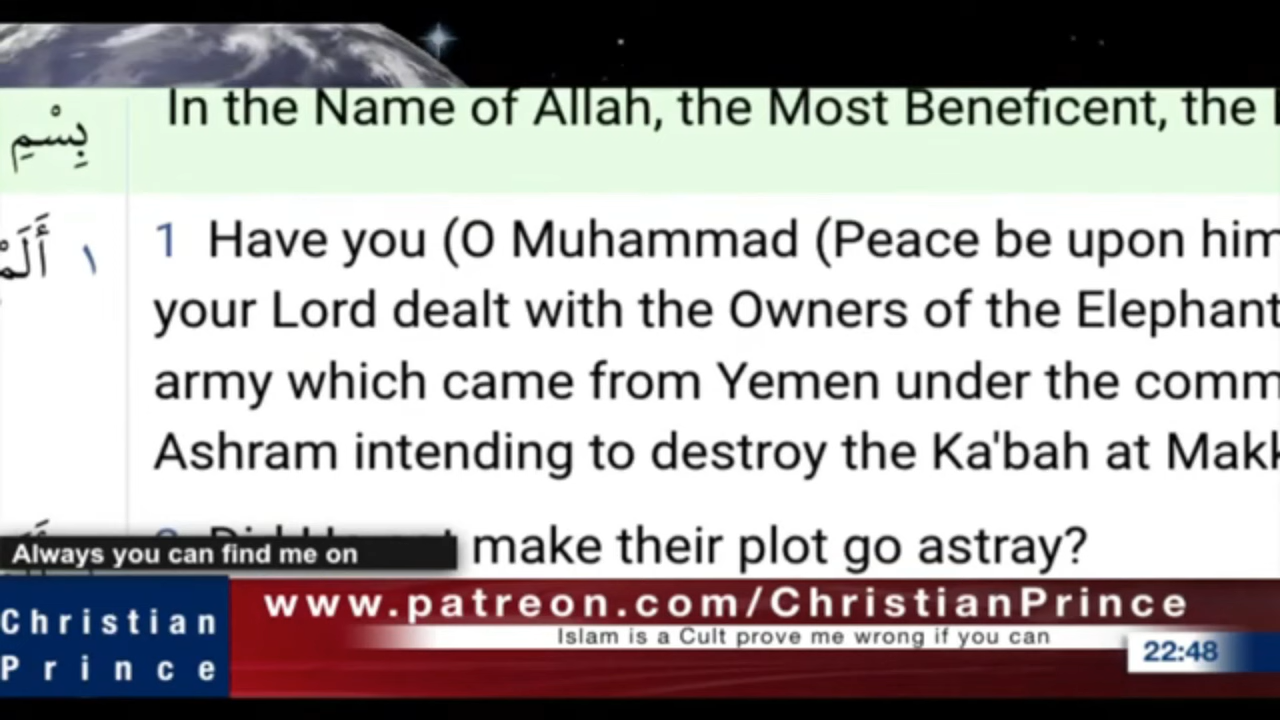 In the Name of Allah, the Most Beneficent, the
بِسْمِ
1 Have you (O Muhammad (Peace be upon him
١ أَلَمْ
your Lord dealt with the Owners of the Elephant
army which came from Yemen under the comm
Ashram intending to destroy the Ka'bah at Makk
make their plot go astray?
Always you can find me on
www.patreon.com/ChristianPrince
Islam is a Cult prove me wrong if you can
Christian
Prince
22:48